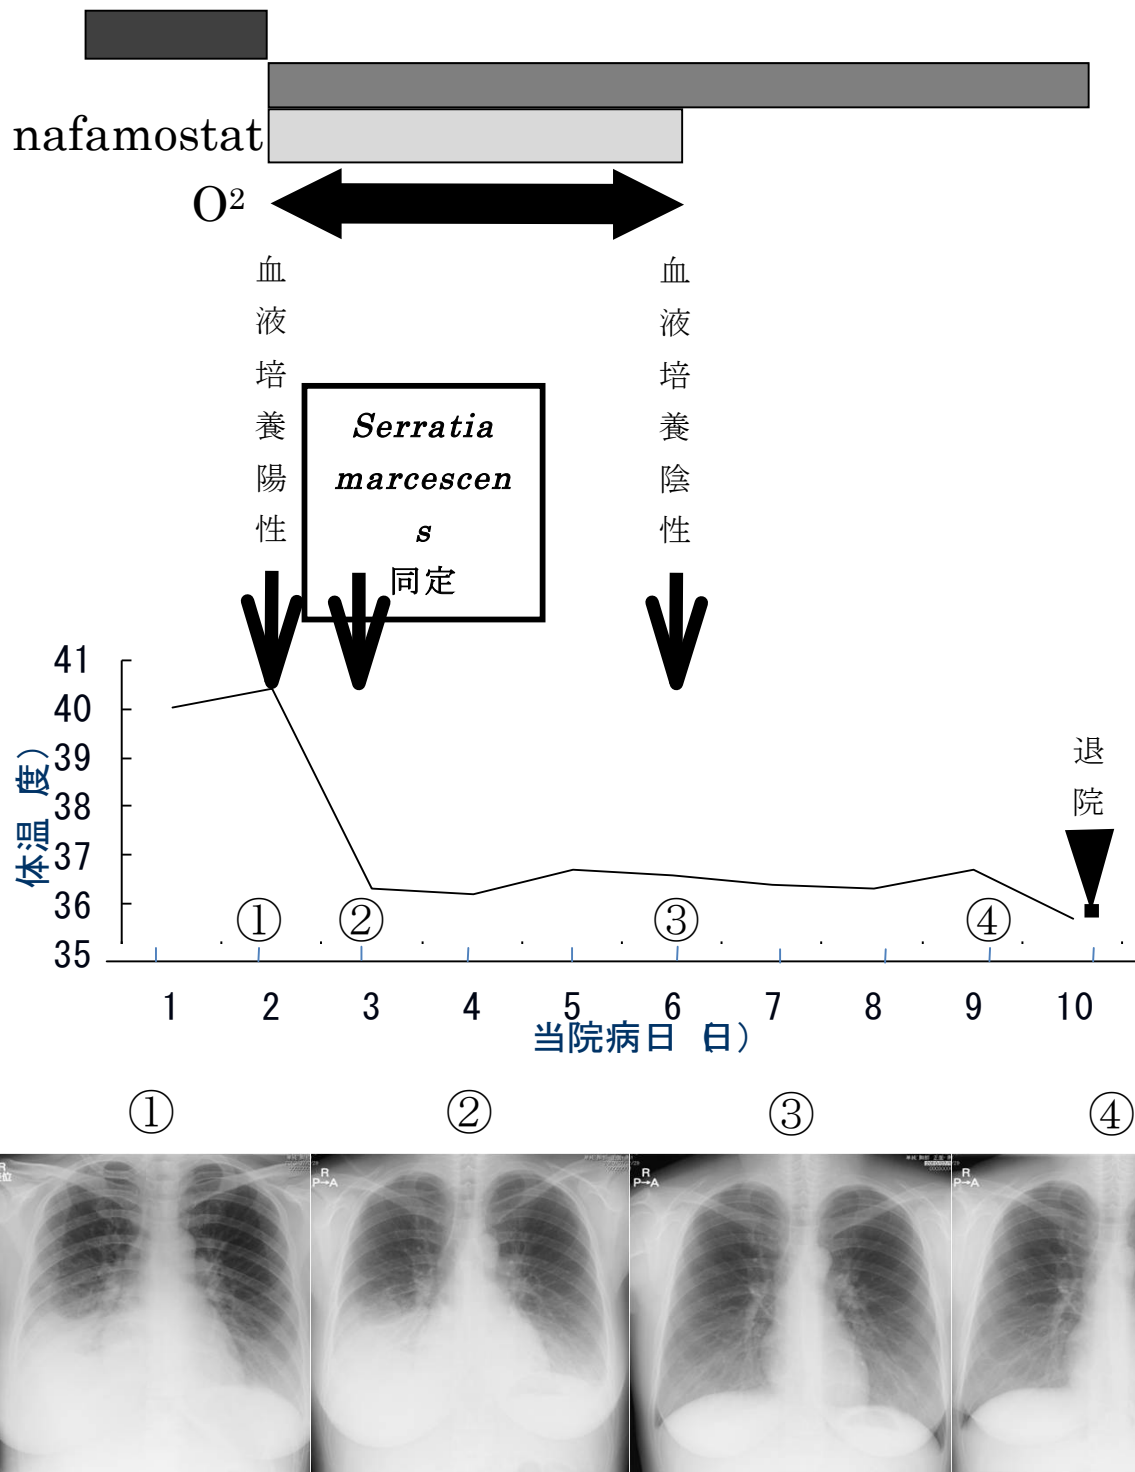 nafamostat
O2
血液培養陽性
Serratia
marcescen
s
同定
血液培養陰性
41
40
39
38
37
36
35
体温 度）
退院
① ② ③ ④
1 2 3 4 5 6 7 8 9 10
当院病日（日）
① ② ③ ④
R
R
P→A
R
P→A
R
P→A